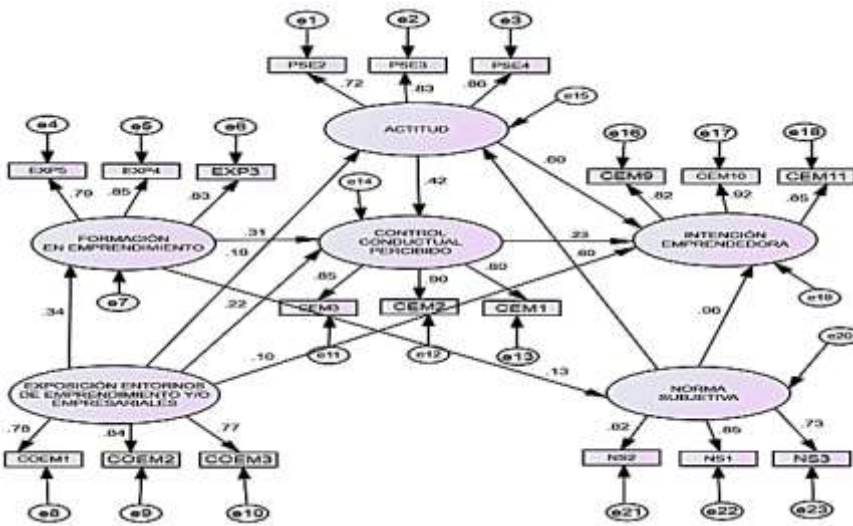 e1
e2
e3
PSE2
PSE3
PSE4
.72
.83
.86
e15
ACTITUD
e4
e5
e6
EXP5
EXP4
EXP3
.79
.85
.83
e16
e17
e18
CEM9
CEM10
CEM11
.82
.92
.85
.60
.42
e14
FORMACIÓN
EN EMPRENDIMIENTO
.31
.18
CONTROL
CONDUCTUAL
PERCIBIDO
.23
.60
INTENCIÓN
EMPRENDEDORA
e7
.34
.22
.85
.90
.80
CEM3
CEM2
CEM1
e11
e12
e13
e19
.06
e20
.10
.13
EXPOSICIÓN ENTORNOS
DE EMPRENDIMIENTO Y/O
EMPRESARIALES
NORMA
SUBJETIVA
.78
.84
.77
COEM1
COEM2
COEM3
e8
e9
e10
.82
.85
.73
NS2
NS1
NS3
e21
e22
e23